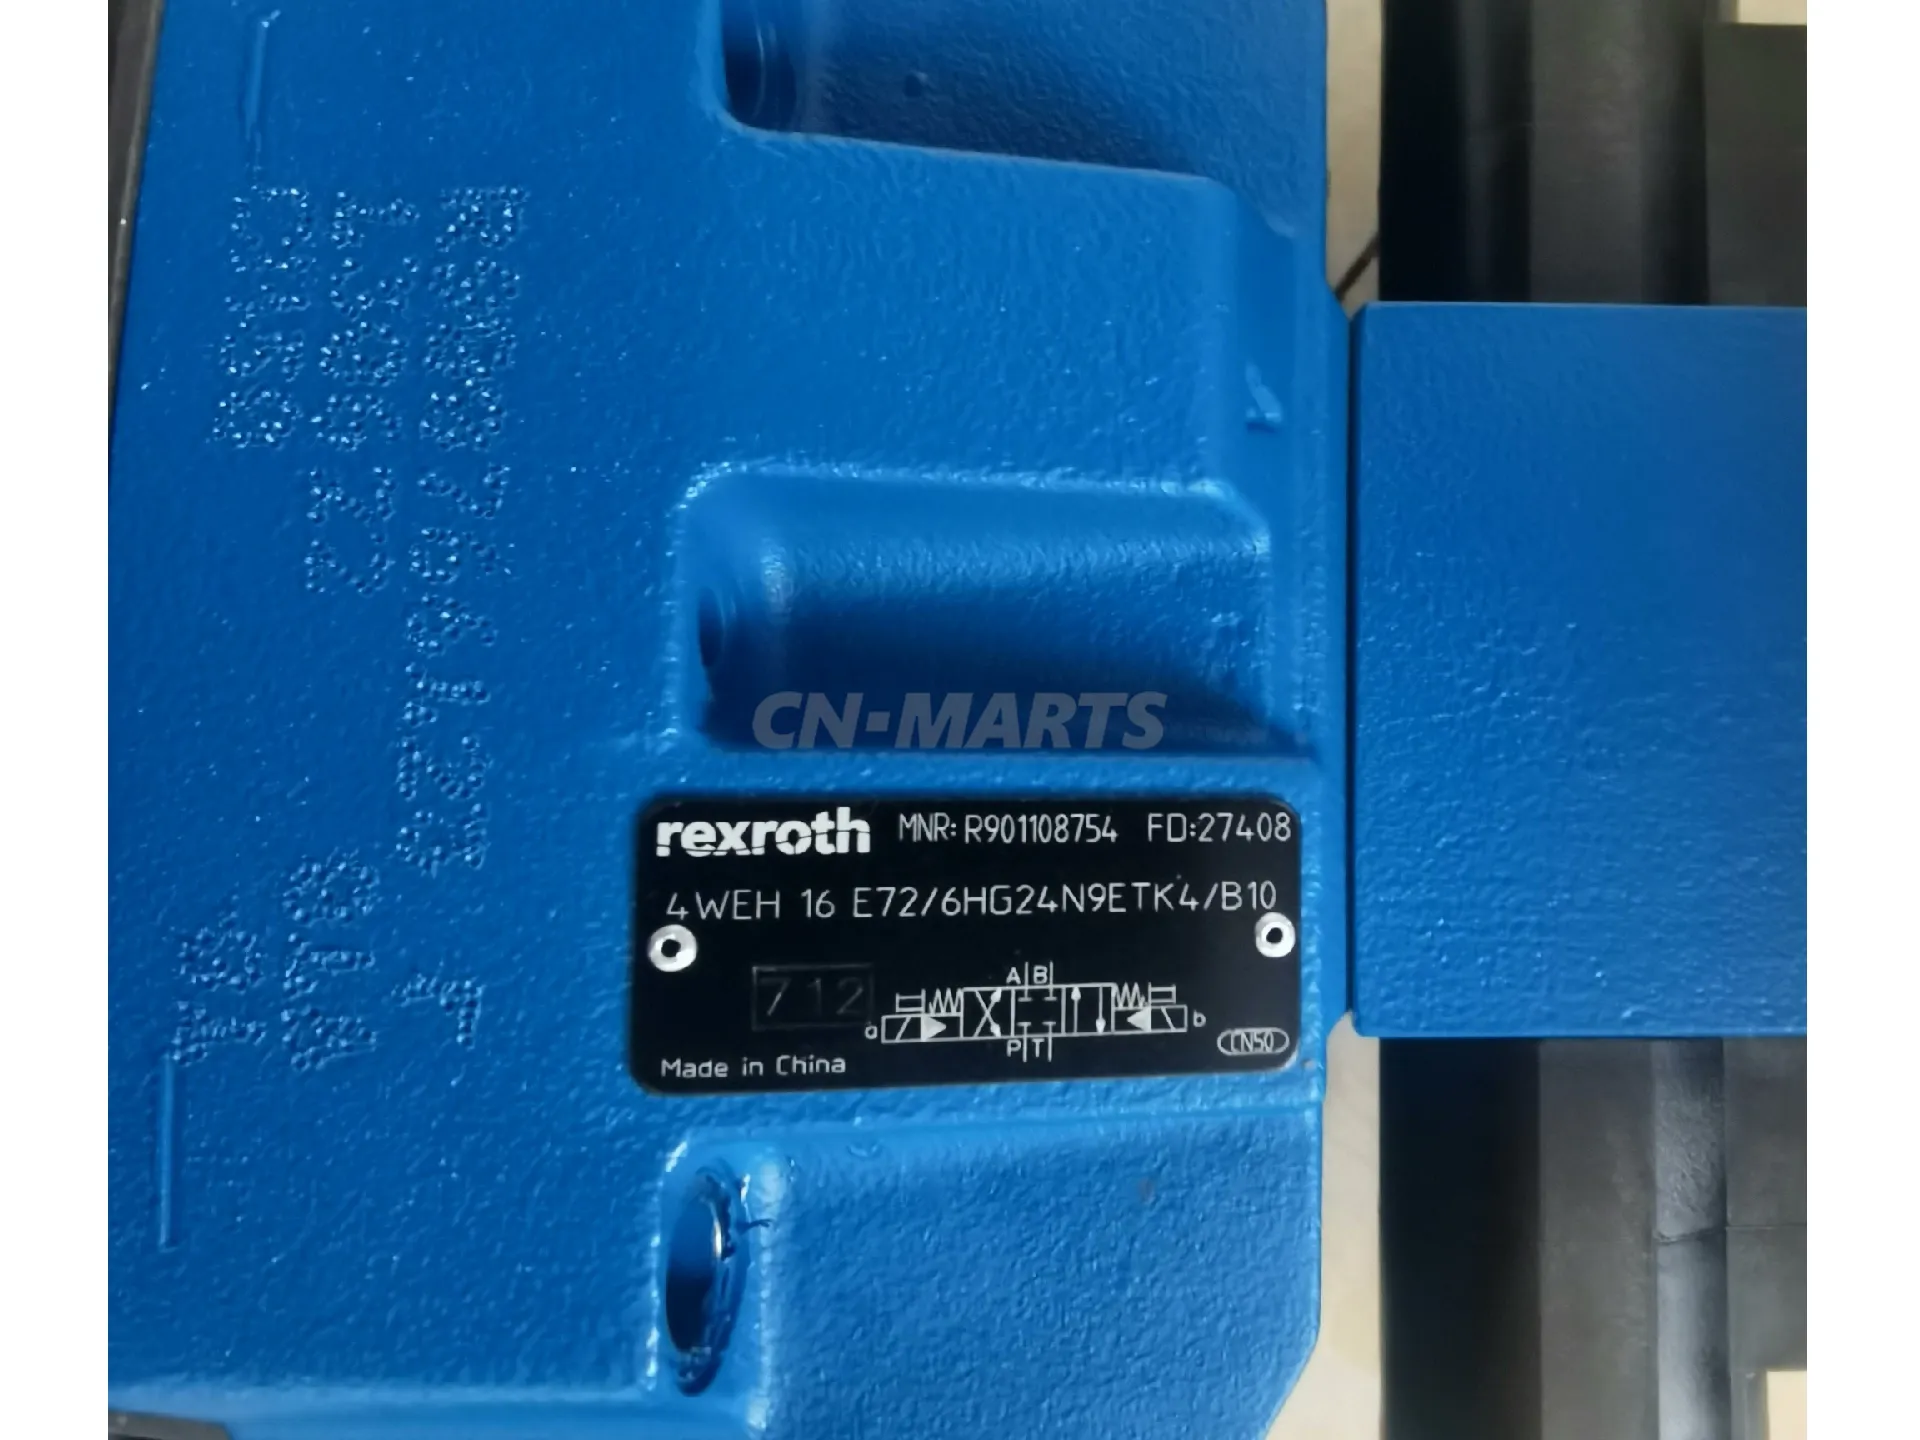 CN-MARTS
rexroth MNR: R901108754 FD:27408
4WEH 16 E72/6HG24N9ETK4/B10
712
A B
a b
P T
CN50
Made in China